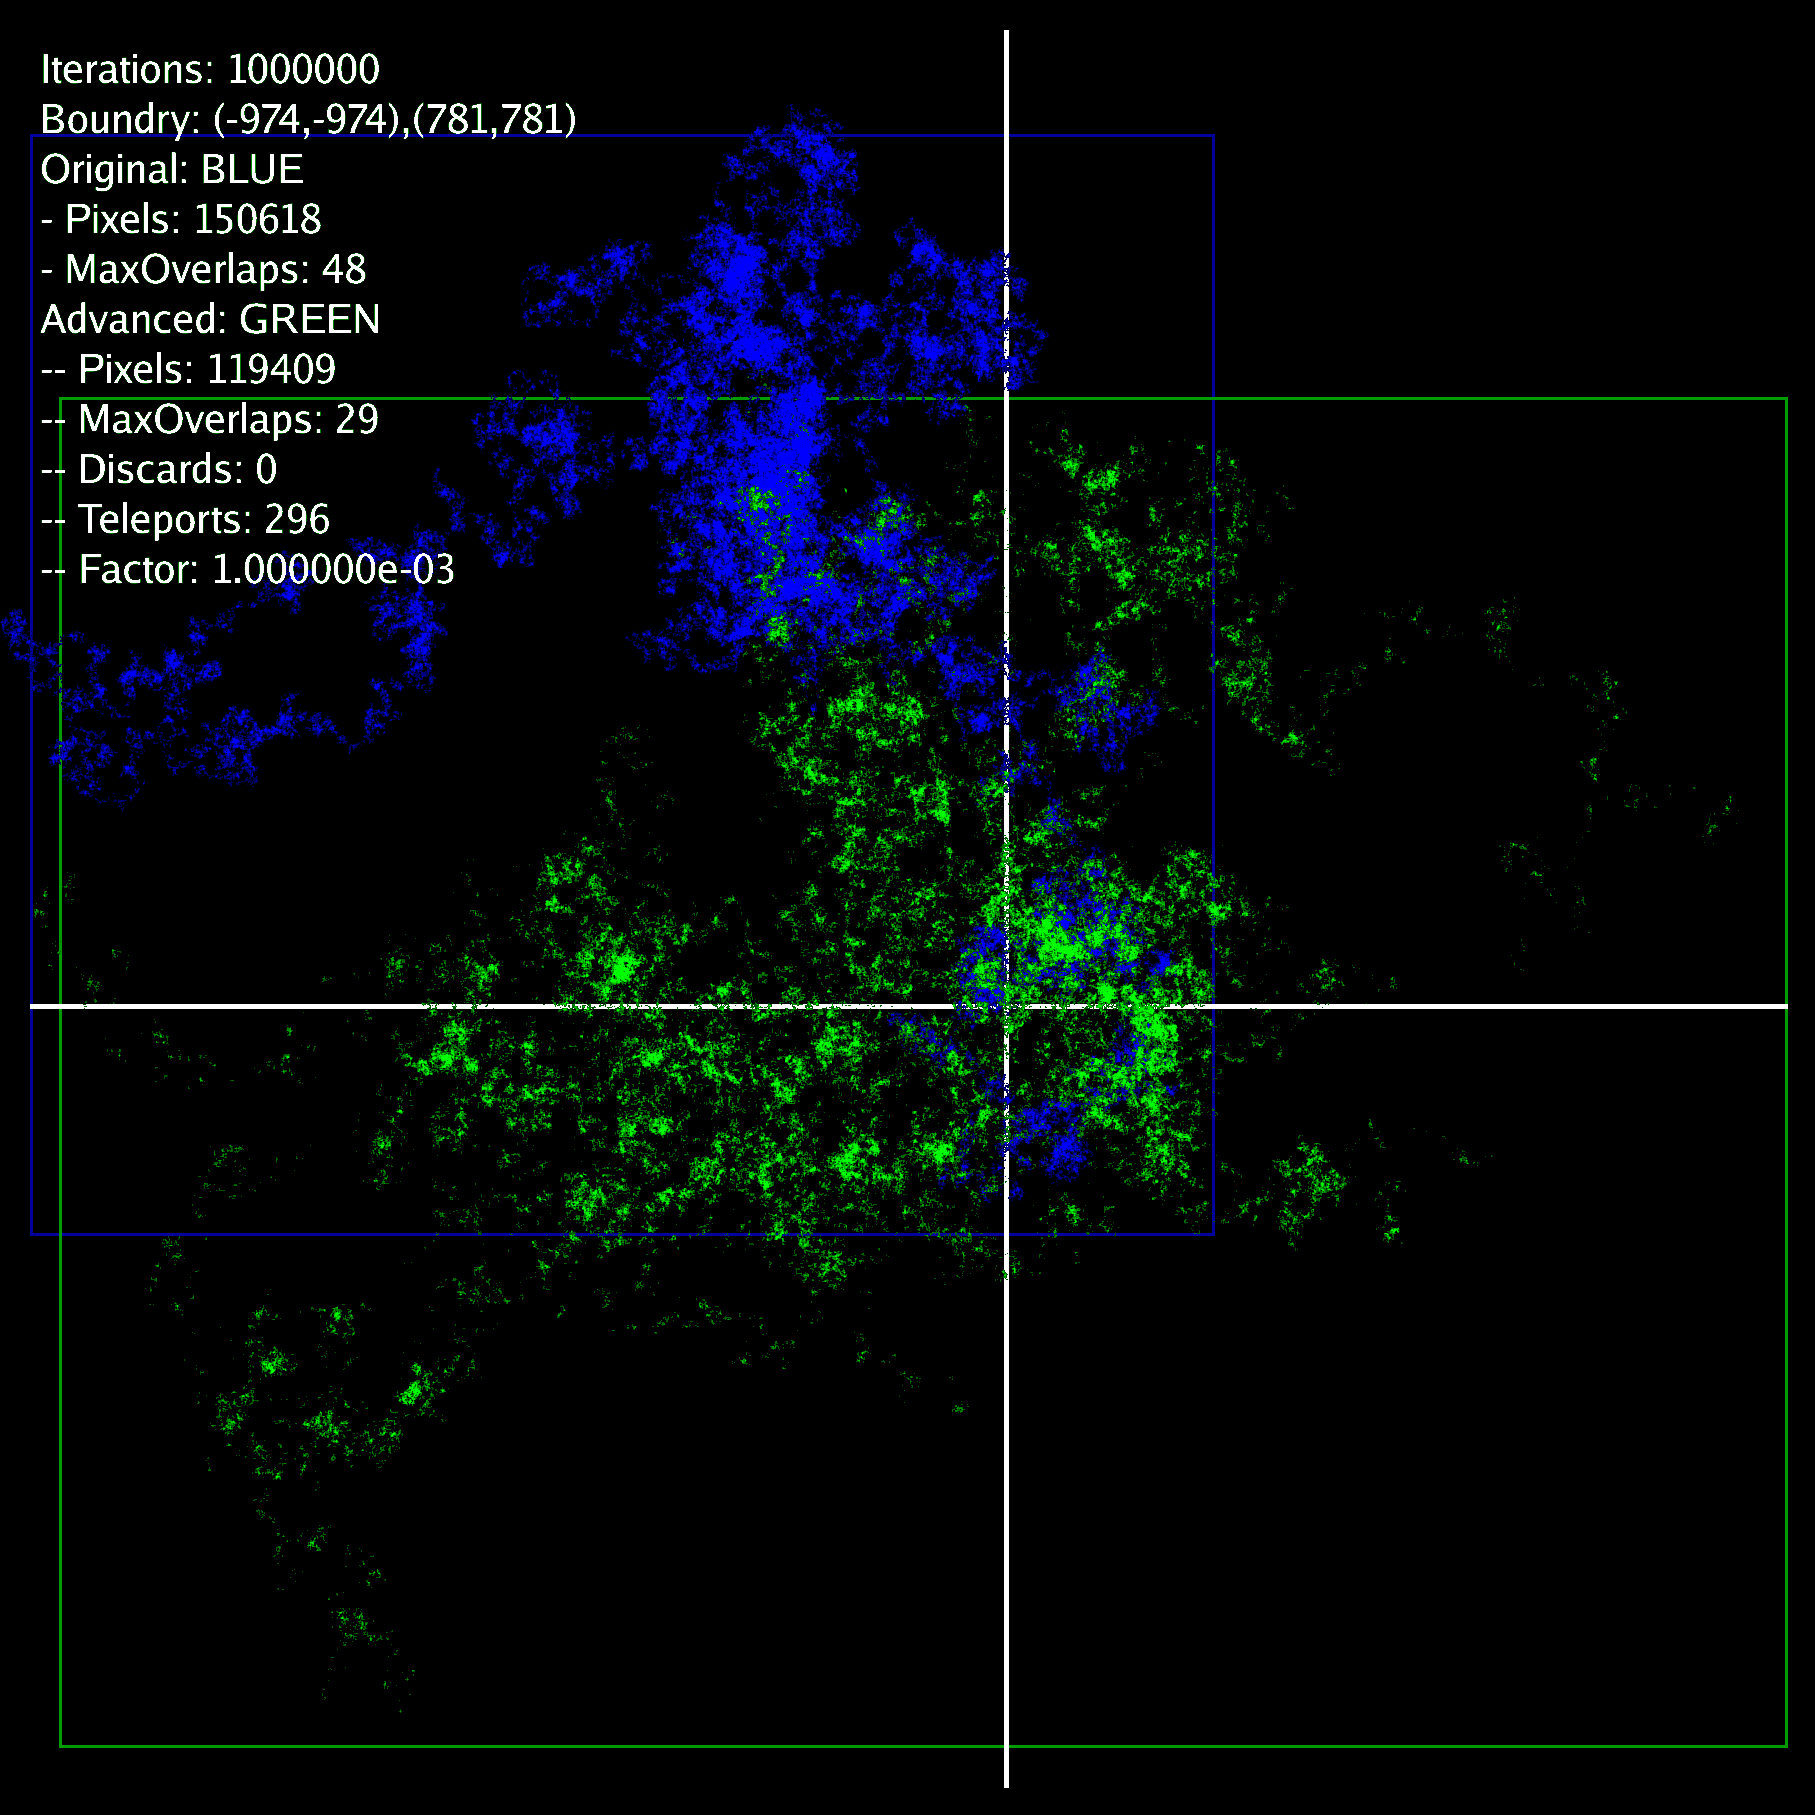 Iterations: 1000000
Boundry: (-974,-974),(781,781)
Original: BLUE
- Pixels: 150618
- MaxOverlaps: 48
Advanced: GREEN
-- Pixels: 119409
-- MaxOverlaps: 29
-- Discards: 0
-- Teleports: 296
-- Factor: 1.000000e-03